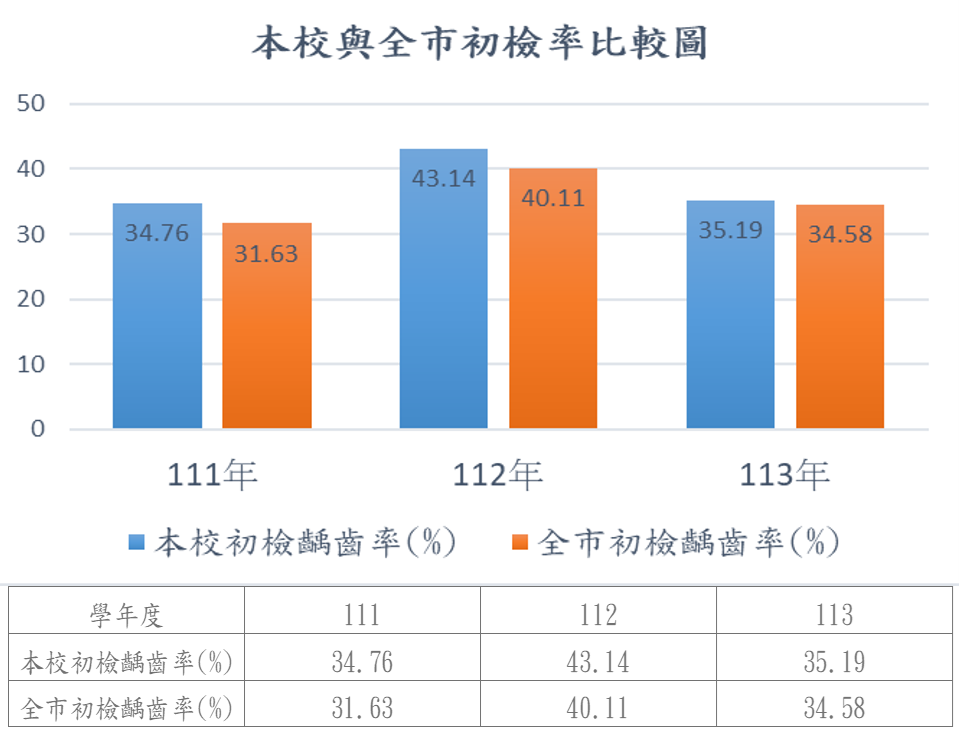 本校與全市初檢率比較圖
50
40
30
20
10
0
34.76
31.63
43.14
40.11
35.19
34.58
111年
112年
113年
本校初檢齲齒率(%)
全市初檢齲齒率(%)
學年度 111 112 113
本校初檢齲齒率(%) 34.76 43.14 35.19
全市初檢齲齒率(%) 31.63 40.11 34.58